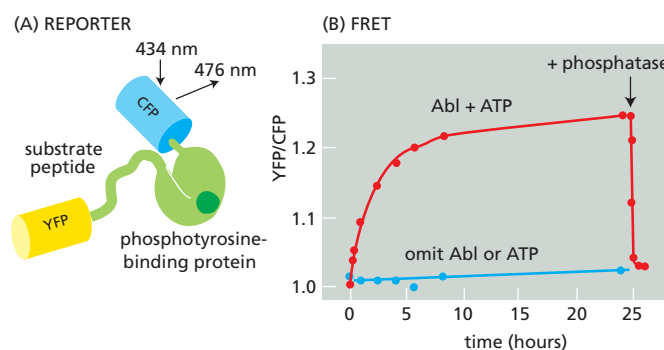 (A) REPORTER
434 nm
476 nm
CFP
substrate
peptide
YFP
phosphotyrosine-
binding protein
(B) FRET
+ phosphatase
1.3
Abl + ATP
1.2
YFP/CFP
1.1
omit Abl or ATP
1.0
0 5 10 15 20 25
time (hours)